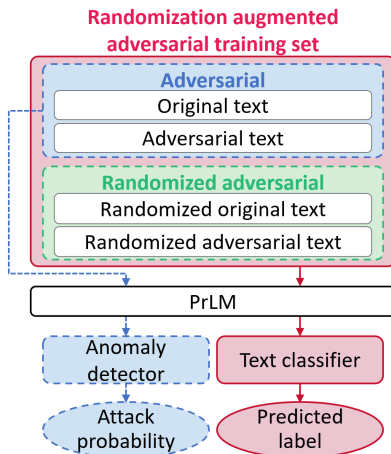 Randomization augmented
adversarial training set
Adversarial
Original text
Adversarial text
Randomized adversarial
Randomized original text
Randomized adversarial text
PrLM
Anomaly
detector
Text classifier
Attack
probability
Predicted
label